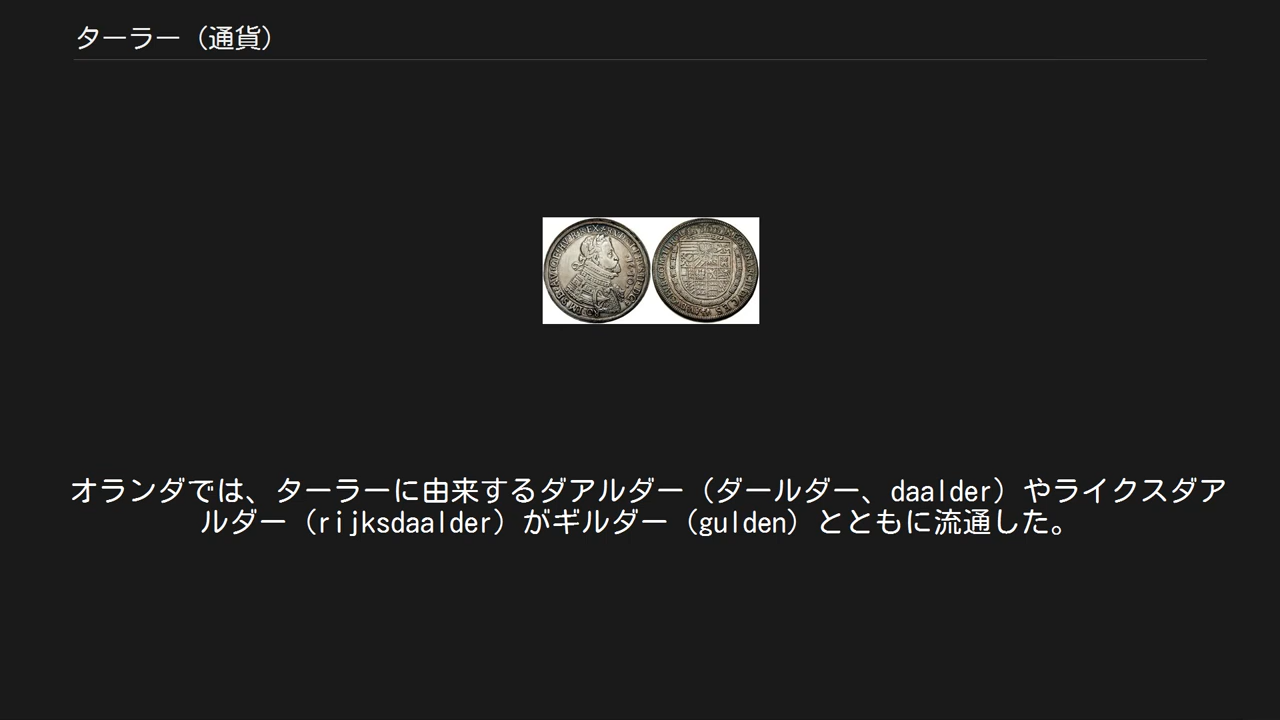 ターラー（通貨）
オランダでは、ターラーに由来するダアルダー（ダールダー、daalder）やライクスダア
ルダー（rijksdaalder）がギルダー（gulden）とともに流通した。